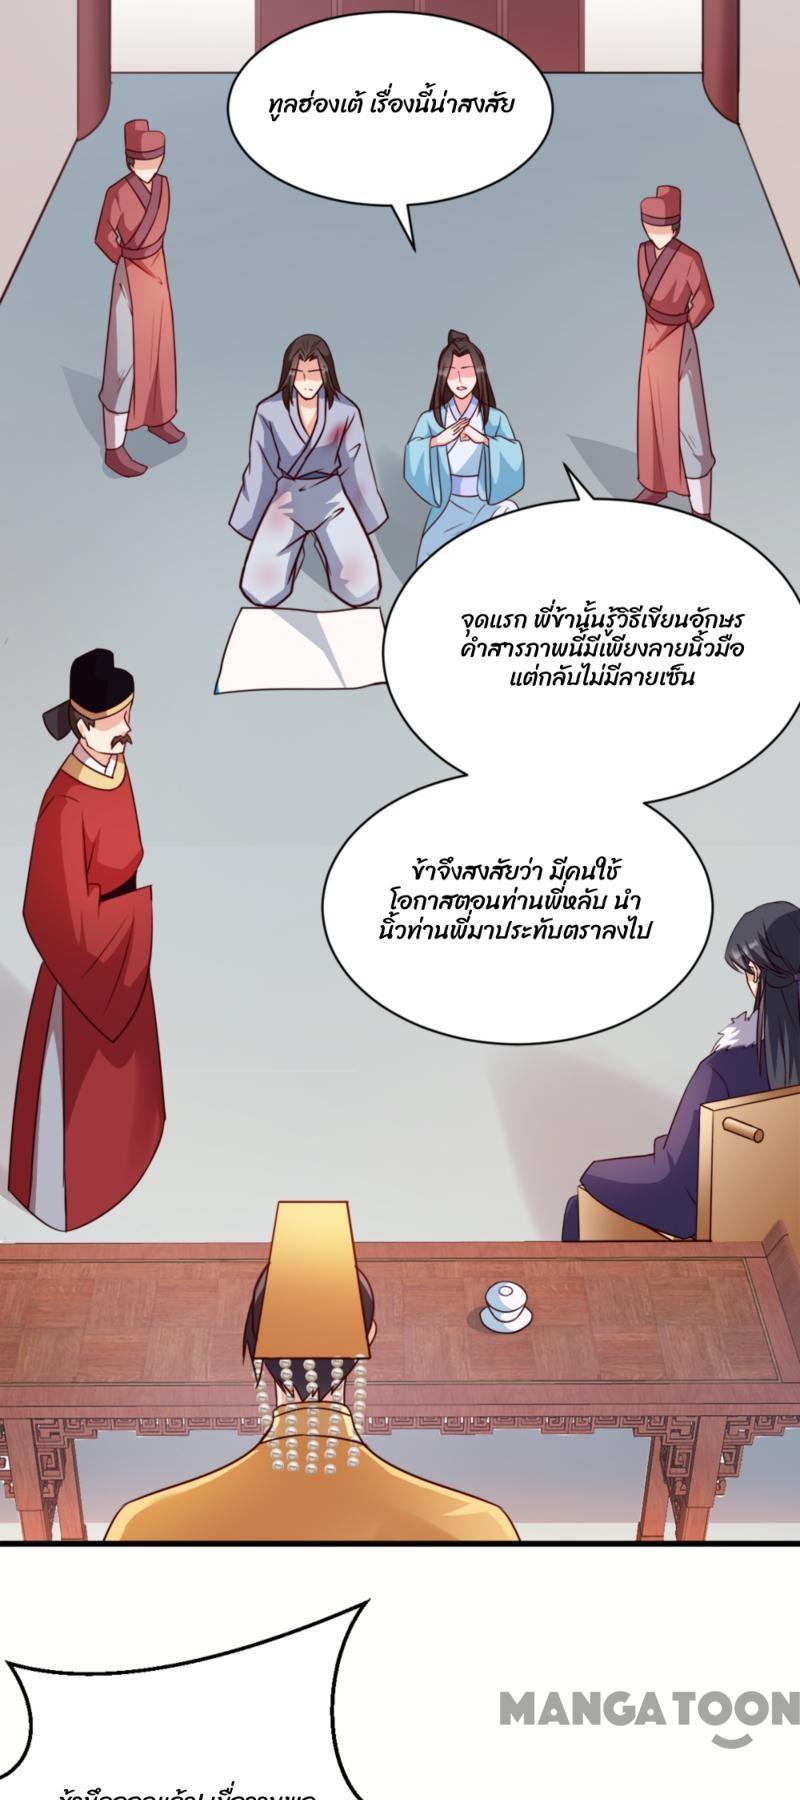 ทูลฮ่องเต้ เรื่องนี้น่าสงสัย
จุดแรก พี่ข้านั้นรู้วิธีเขียนอักษร
คำสารภาพนี้มีเพียงลายนิ้วมือ
แต่กลับไม่มีลายเซ็น
ข้าจึงสงสัยว่า มีคนใช้
โอกาสตอนท่านพี่หลับ นำ
นิ้วท่านพี่มาประทับตราลงไป
MANGATOON